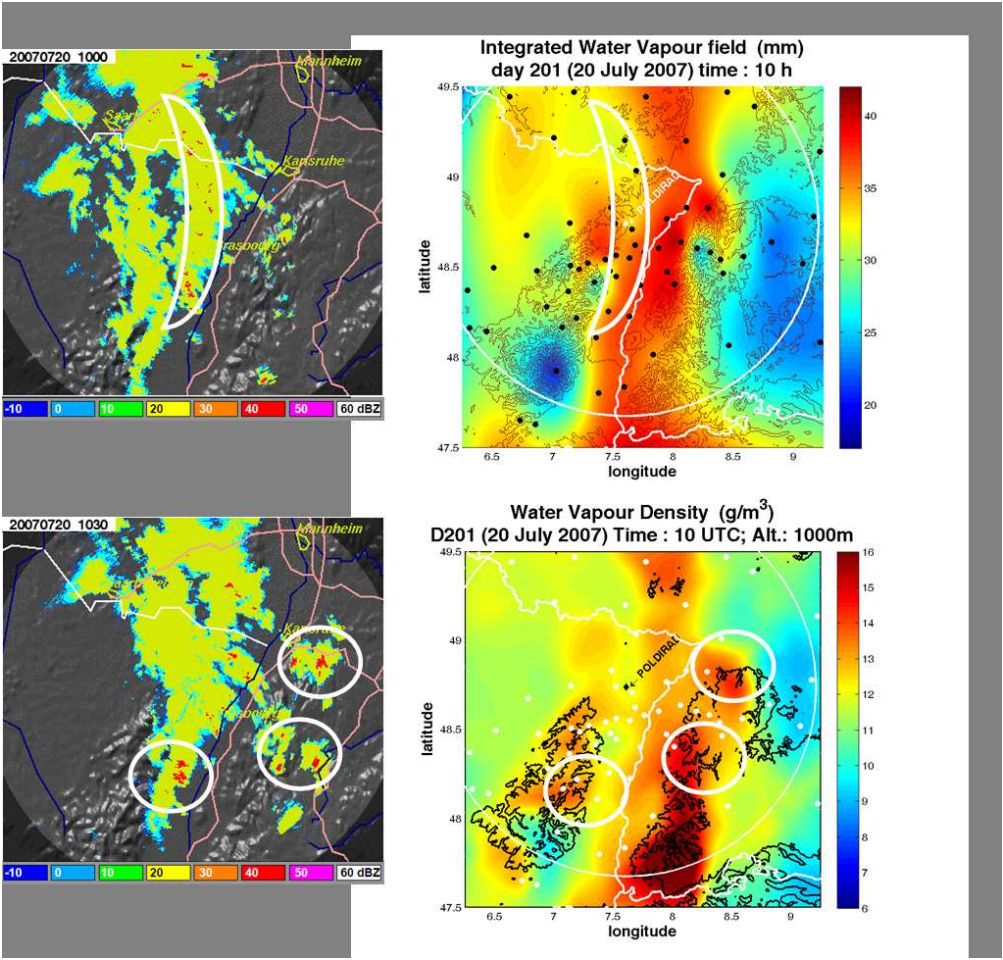 20070720 1000
Mannheim
Karlsruhe
-10 0 10 20 30 40 50 60 dBZ
Integrated Water Vapour field (mm)
day 201 (20 July 2007) time : 10 h
49.5
49
48.5
48
47.5
latitude
6.5 7 7.5 8 8.5 9
longitude
POLDIRAD
40
35
30
25
20
20070720 1030
Mannheim
Karlsruhe
-10 0 10 20 30 40 50 60 dBZ
Water Vapour Density (g/m³)
D201 (20 July 2007) Time : 10 UTC; Alt.: 1000m
49.5
49
48.5
48
47.5
latitude
6.5 7 7.5 8 8.5 9
longitude
POLDIRAD
16
15
14
13
12
11
10
9
8
7
6